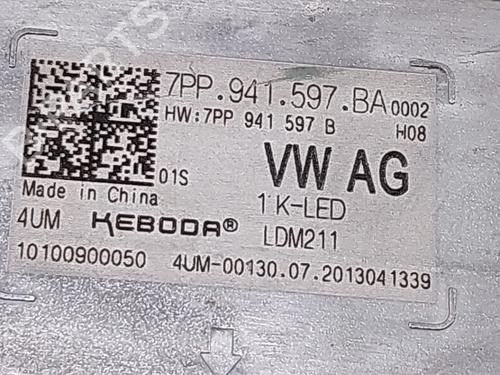 7PP.941.597.BA 0002
HW:7PP 941 597 B H08
VW AG
01S
Made in China
1 K-LED
4UM KEBODA® LDM211
10100900050 4UM-00130.07.2013041339